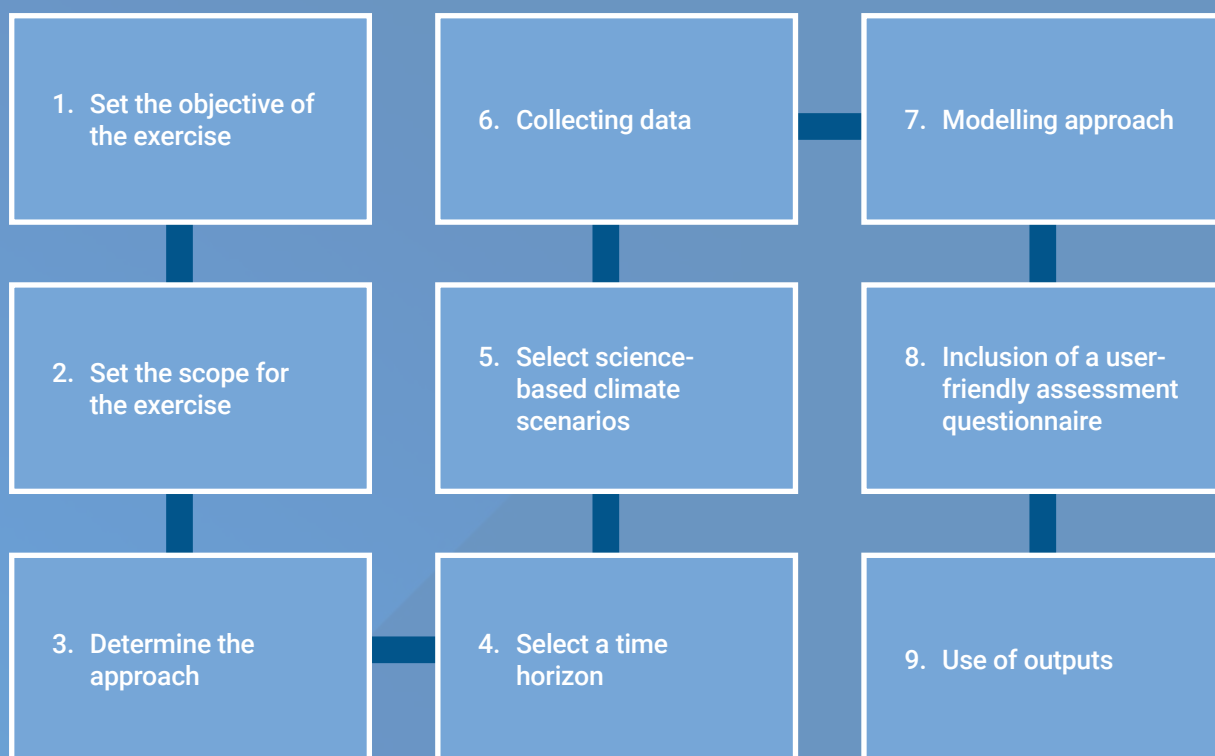 1. Set the objective of
the exercise
2. Set the scope for
the exercise
3. Determine the
approach
4. Select a time
horizon
5. Select science-
based climate
scenarios
6. Collecting data
7. Modelling approach
8. Inclusion of a user-
friendly assessment
questionnaire
9. Use of outputs